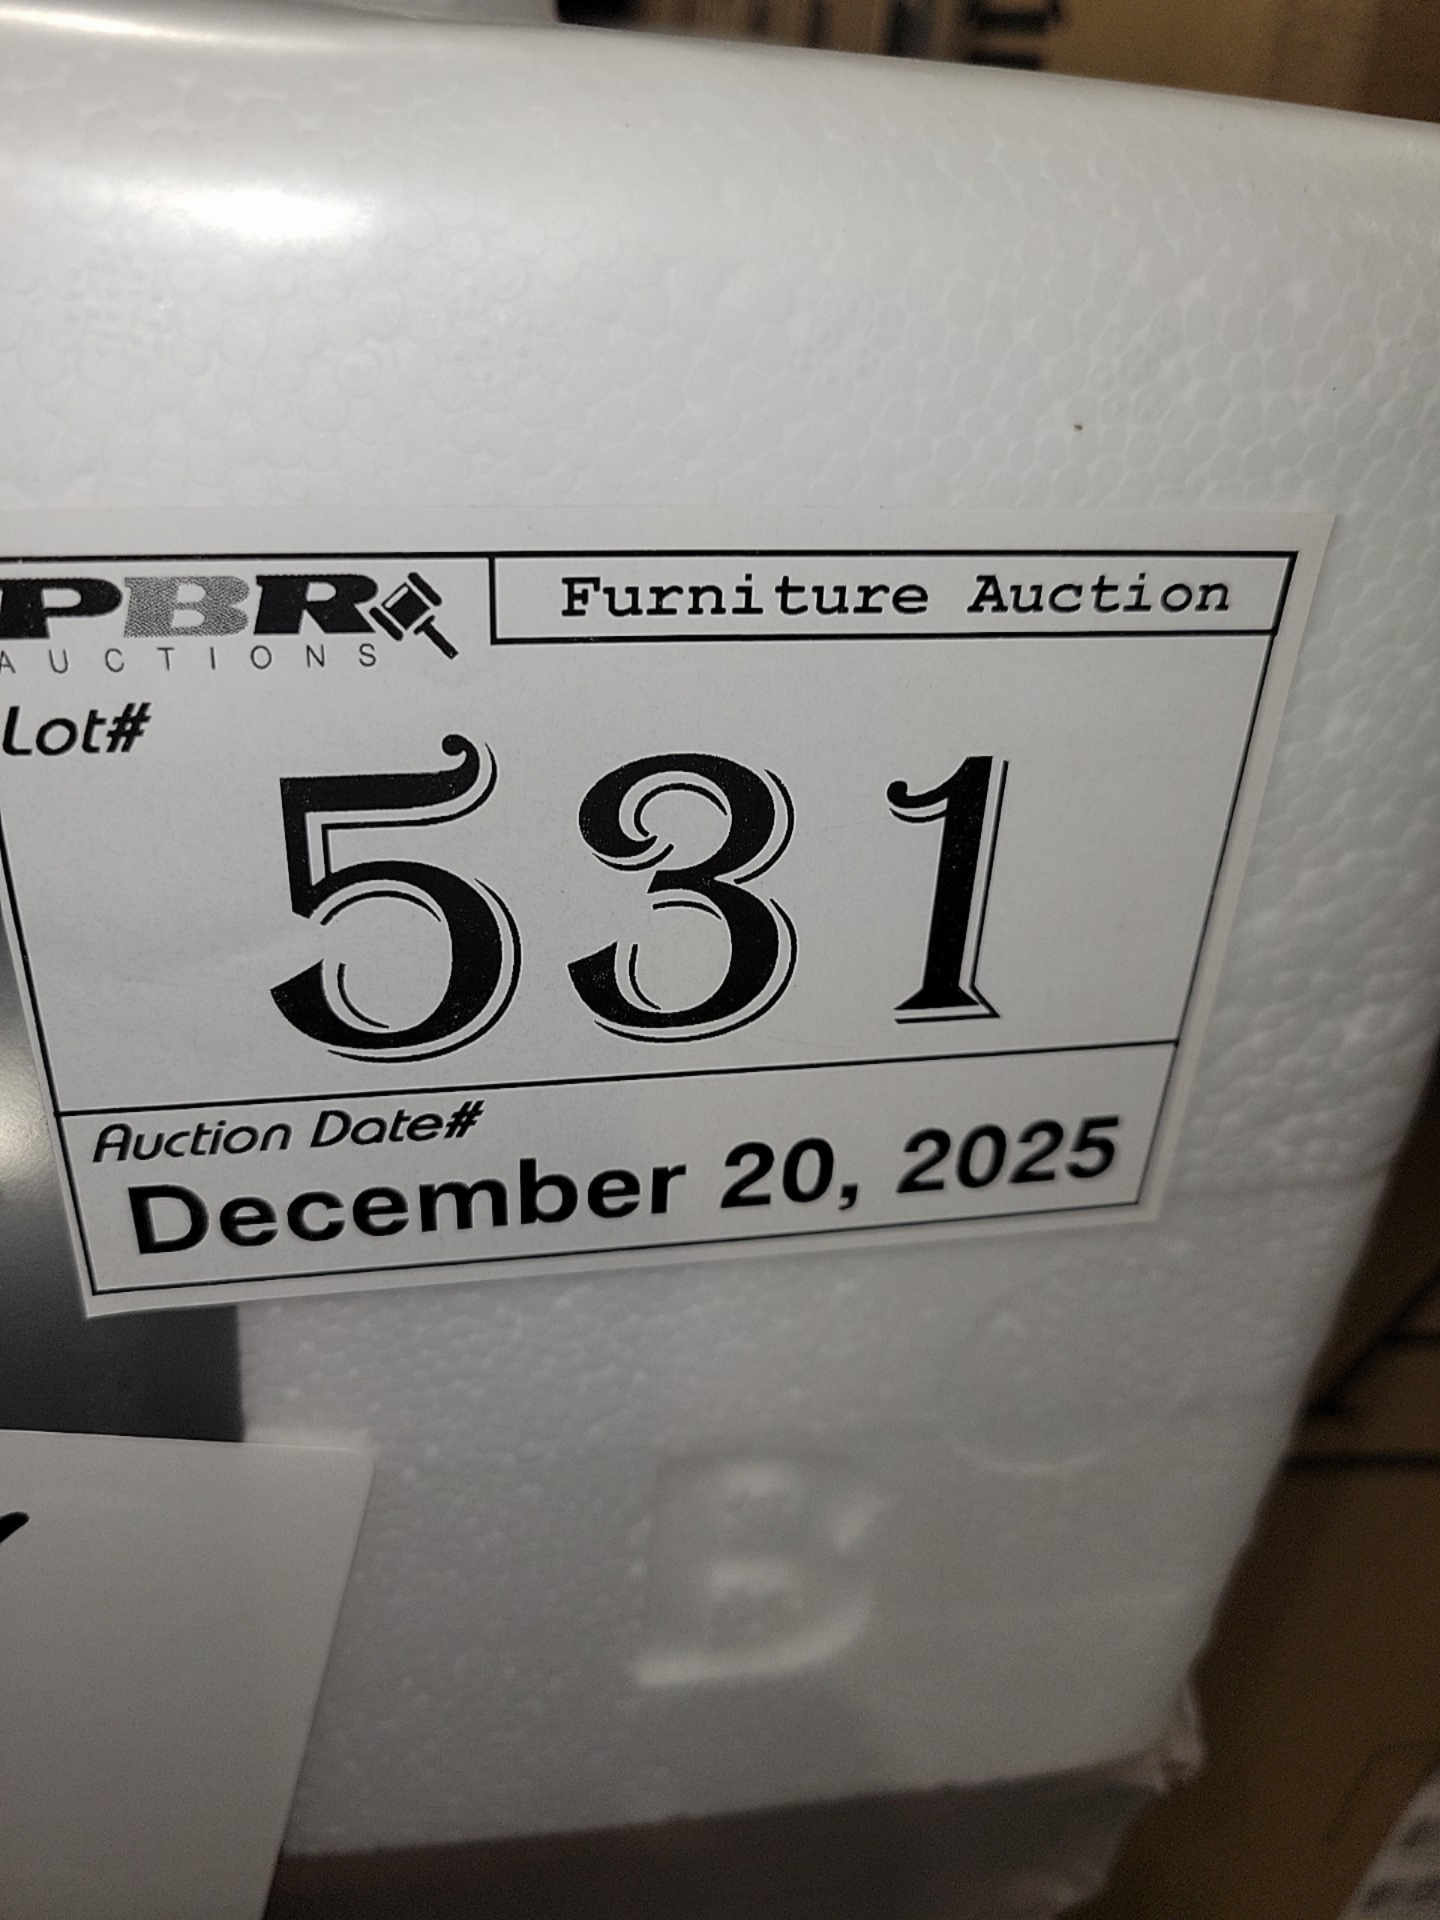 PBR
AUCTIONS
Furniture Auction
Lot#
531
Auction Date#
December 20, 2025
B